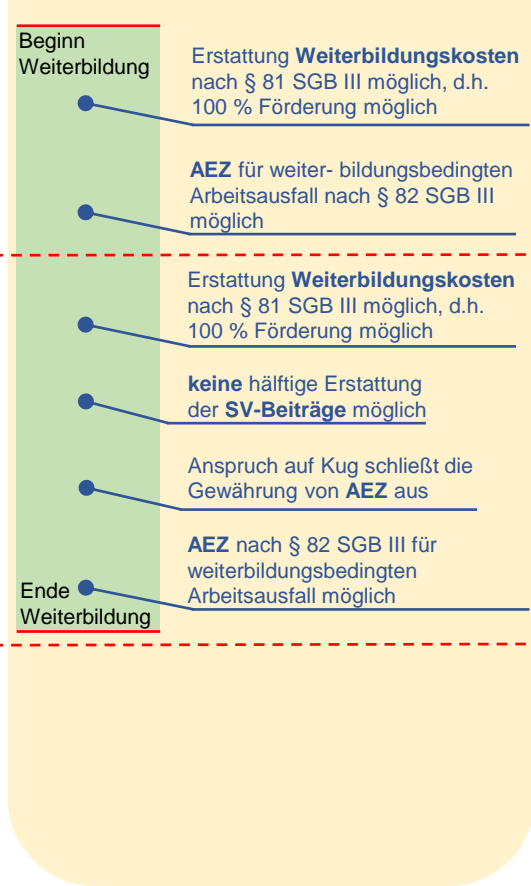 Beginn
Weiterbildung
Erstattung Weiterbildungskosten
nach § 81 SGB III möglich, d.h.
100 % Förderung möglich
AEZ für weiter- bildungsbedingten
Arbeitsausfall nach § 82 SGB III
möglich
Erstattung Weiterbildungskosten
nach § 81 SGB III möglich, d.h.
100 % Förderung möglich
keine hälftige Erstattung
der SV-Beiträge möglich
Anspruch auf Kug schließt die
Gewährung von AEZ aus
AEZ nach § 82 SGB III für
weiterbildungsbedingten
Arbeitsausfall möglich
Ende
Weiterbildung